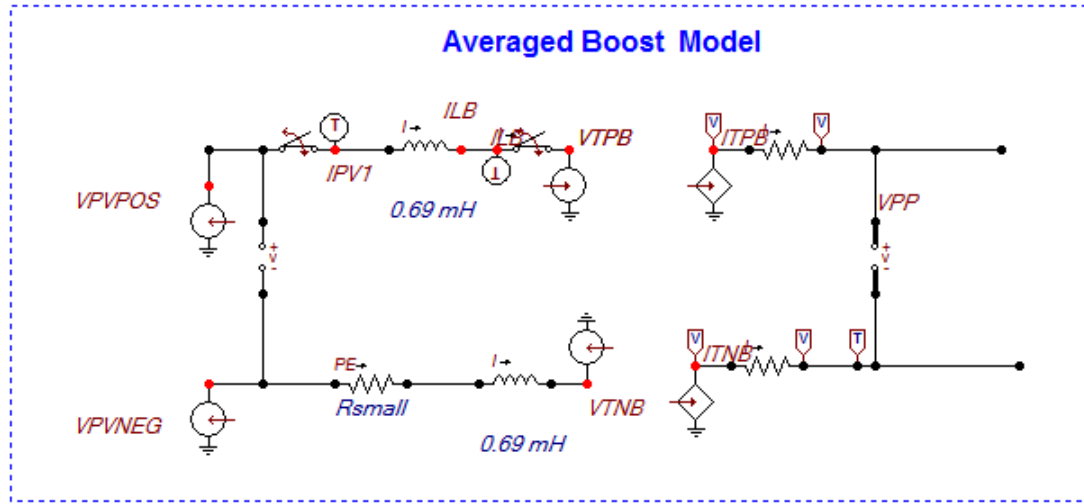 Averaged Boost Model
T
I
ILB
ILB
VTPB
V
I
V
ITPB
IPV1
T
VPVPOS
0.69 mH
VPP
+
V
-
+
V
-
V
I
V
T
ITNB
PE
I
Rsmall
VTNB
VPVNEG
0.69 mH